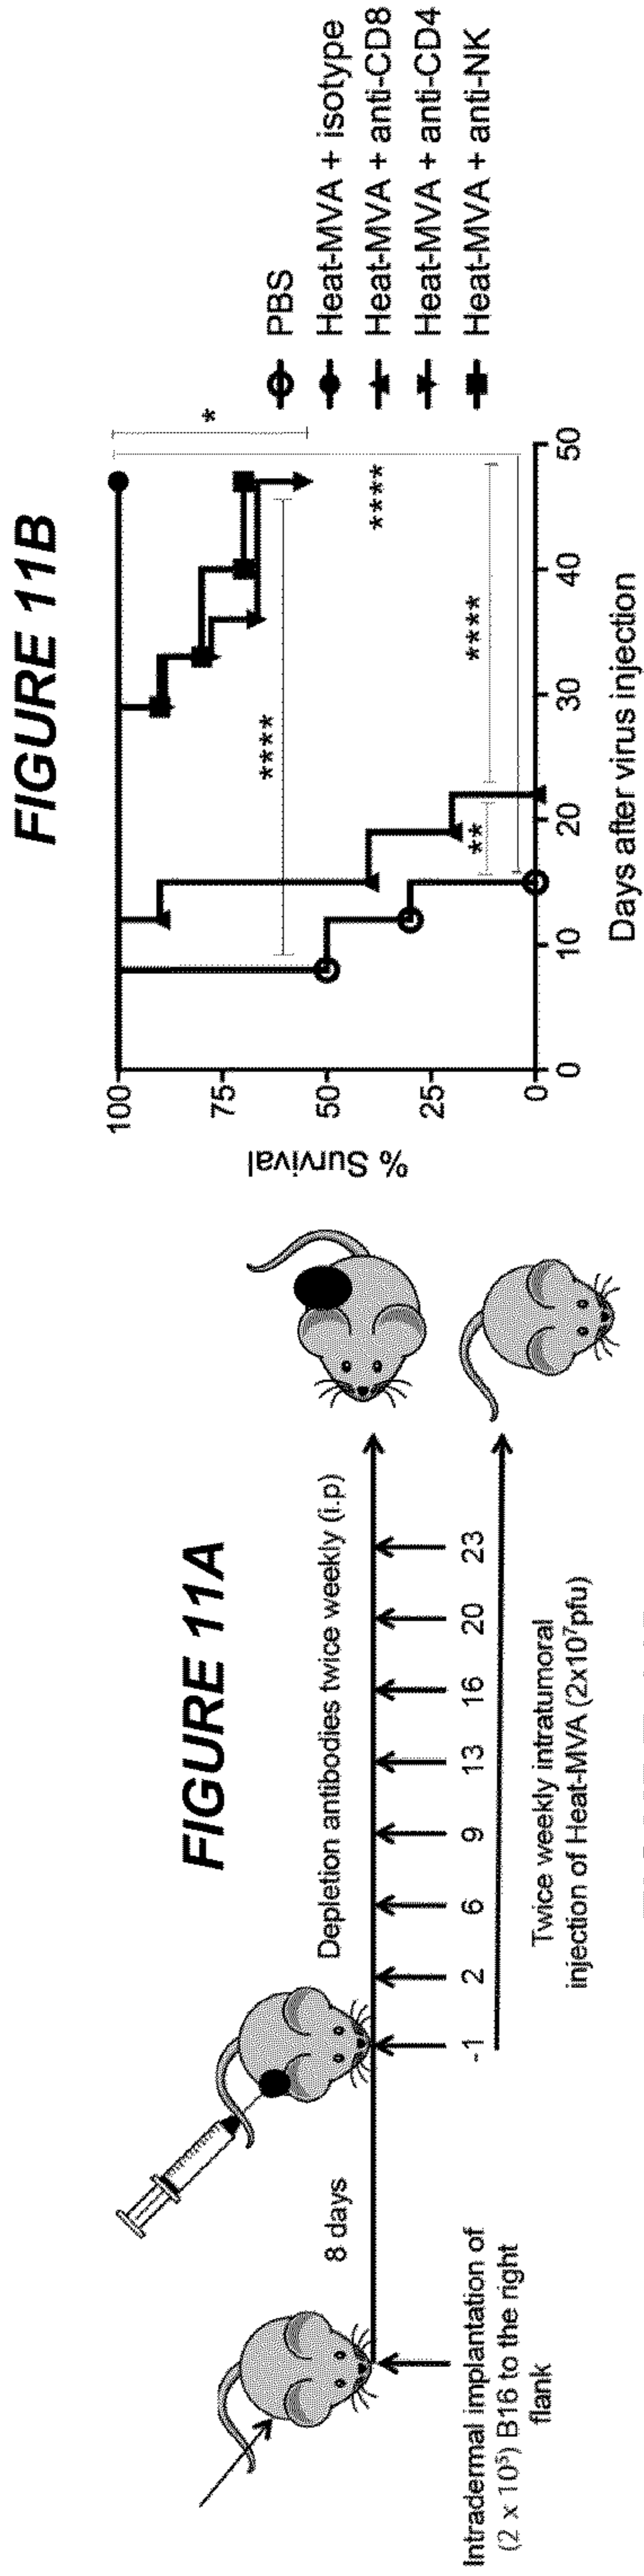 FIGURE 11A
Depletion antibodies twice weekly (i.p)
8 days
-1 2 6 9 13 16 20 23
Intradermal implantation of
(2 x 10⁵) B16 to the right
flank
Twice weekly intratumoral
injection of Heat-MVA (2x10⁷pfu)
FIGURE 11B
% Survival
100
75
50
25
0
0 10 20 30 40 50
Days after virus injection
*
****
****
****
**
PBS
Heat-MVA + isotype
Heat-MVA + anti-CD8
Heat-MVA + anti-CD4
Heat-MVA + anti-NK